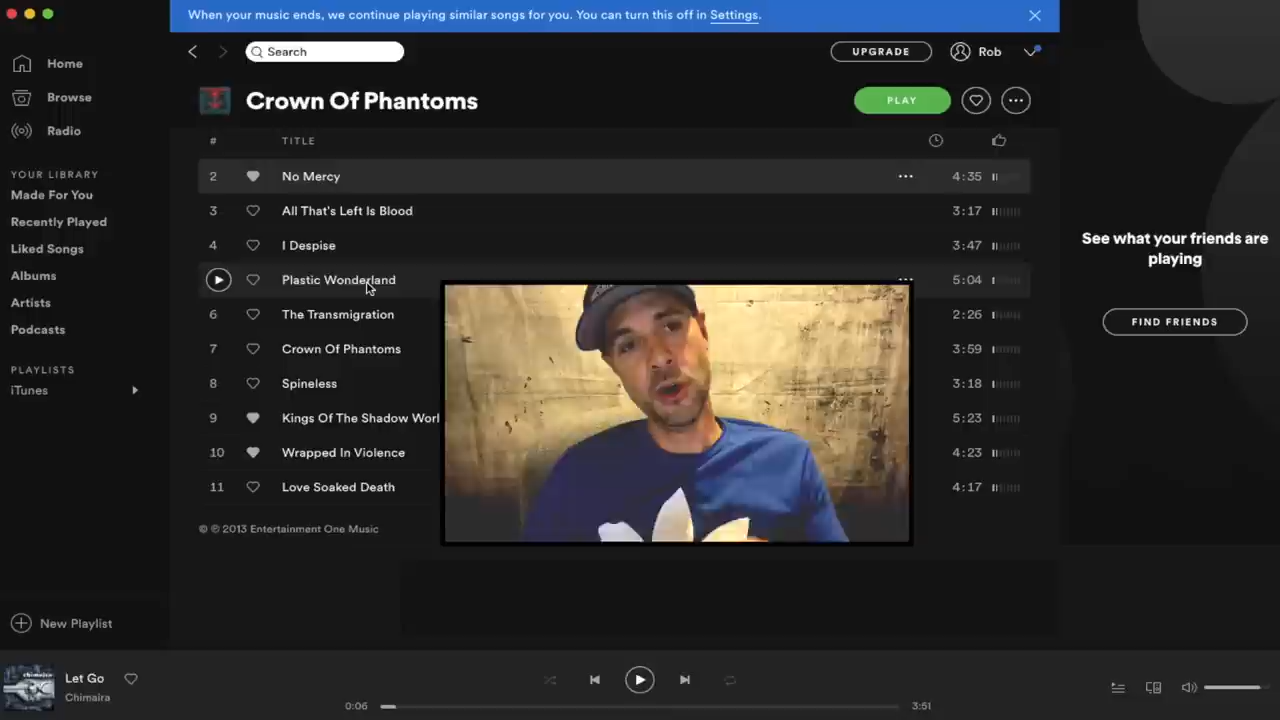 When your music ends, we continue playing similar songs for you. You can turn this off in Settings.
Search
UPGRADE
Rob
Home
Browse
Radio
YOUR LIBRARY
Made For You
Recently Played
Liked Songs
Albums
Artists
Podcasts
PLAYLISTS
iTunes
New Playlist
Crown Of Phantoms
PLAY
# TITLE
2 No Mercy 4:35
3 All That's Left Is Blood 3:17
4 I Despise 3:47
Plastic Wonderland 5:04
6 The Transmigration 2:26
7 Crown Of Phantoms 3:59
8 Spineless 3:18
9 Kings Of The Shadow Worl 5:23
10 Wrapped In Violence 4:23
11 Love Soaked Death 4:17
© ℗ 2013 Entertainment One Music
See what your friends are
playing
FIND FRIENDS
Let Go
Chimaira
0:06
3:51